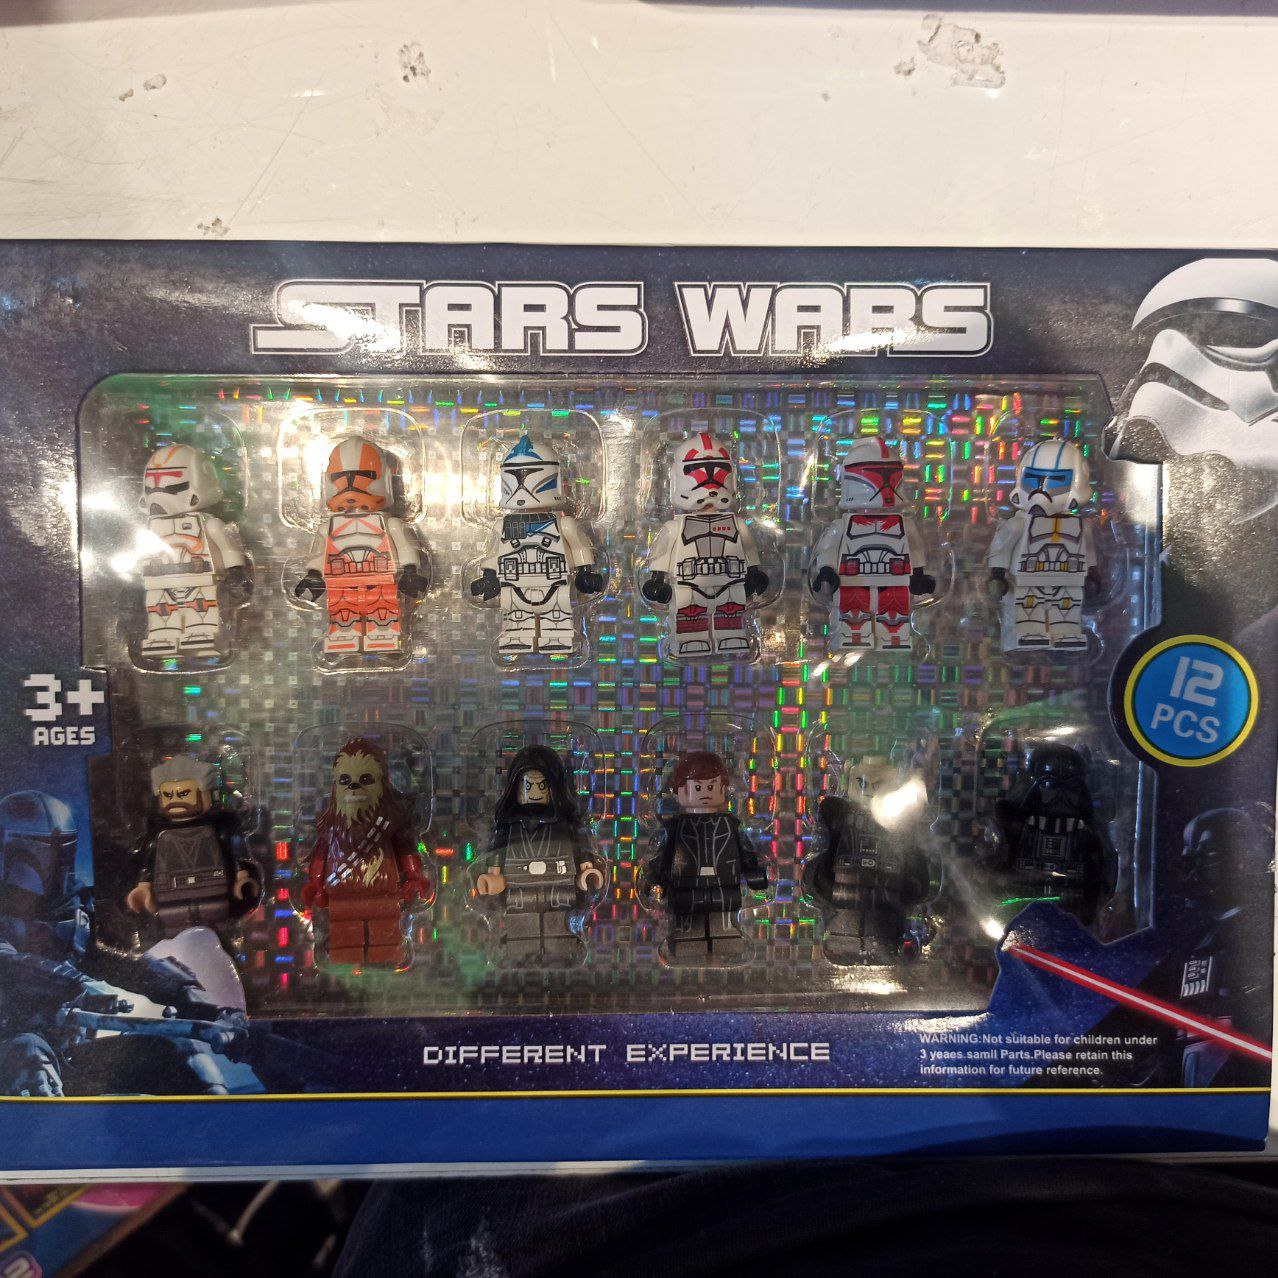 STARS WARS
3+
AGES
12
PCS
DIFFERENT EXPERIENCE
WARNING:Not suitable for children under
3 yeaes.samll Parts.Please retain this
information for future reference.